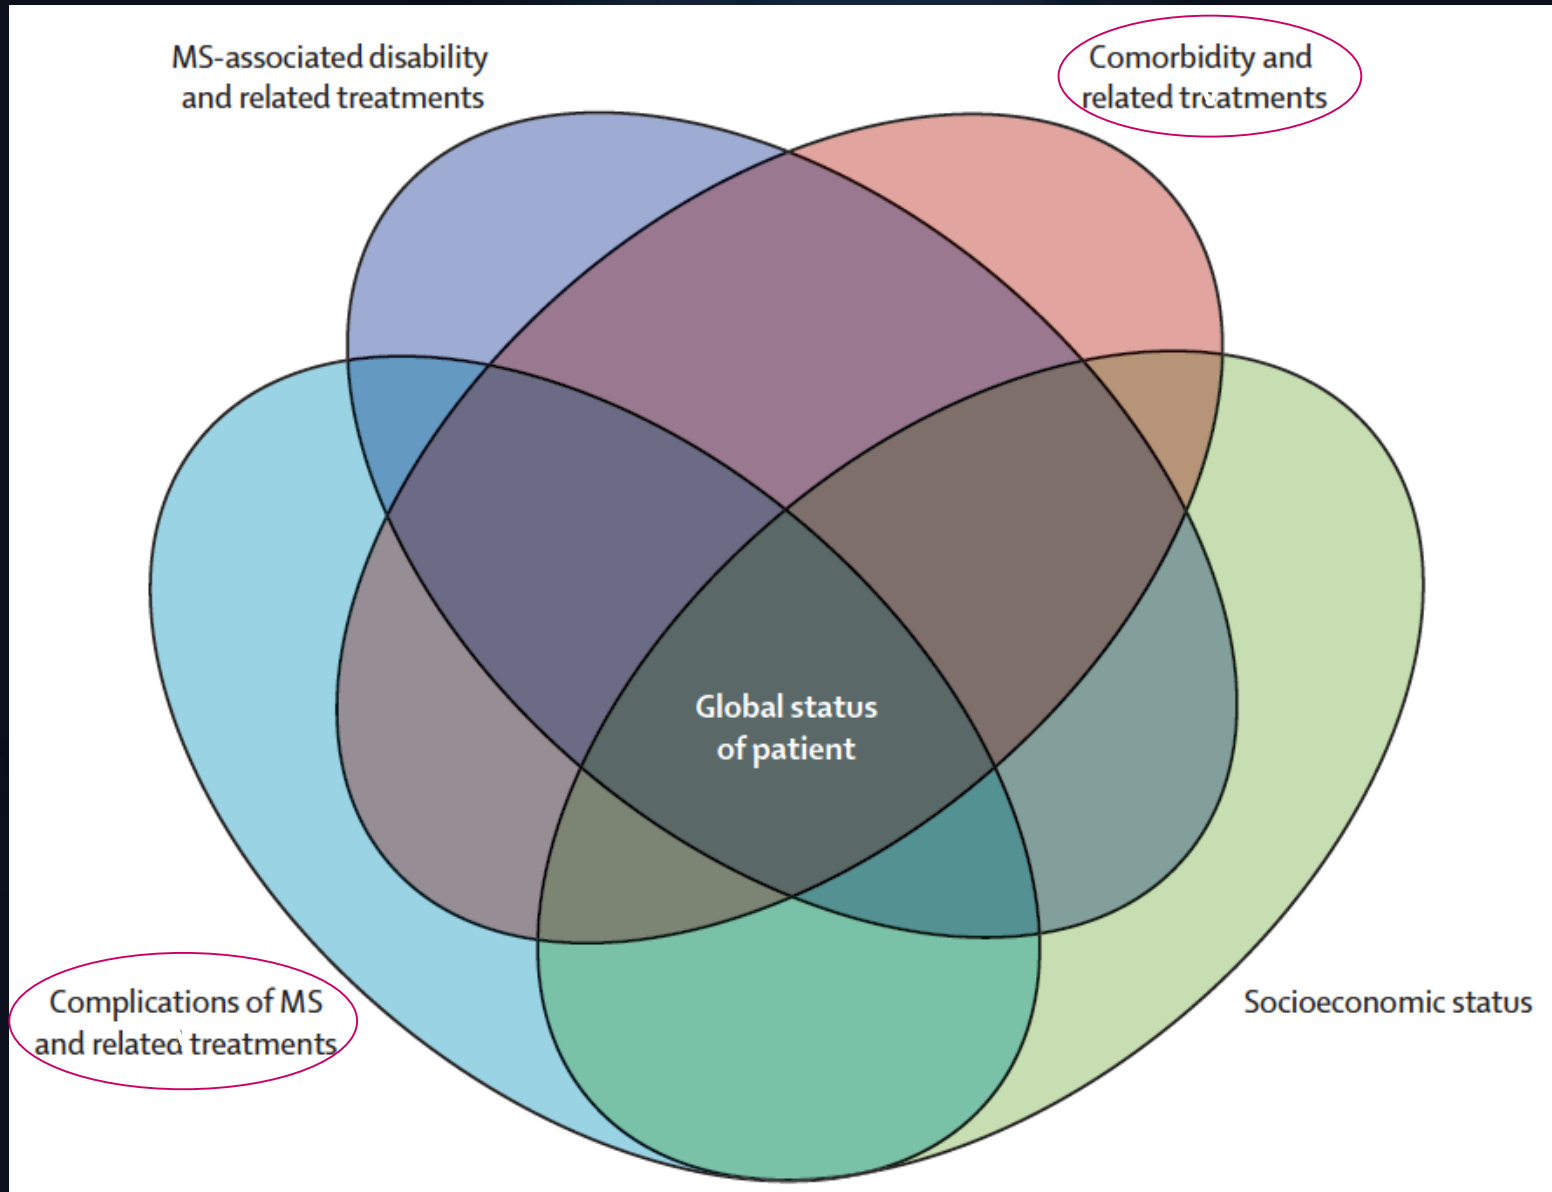 MS-associated disability
and related treatments
Comorbidity and
related treatments
Global status
of patient
Complications of MS
and related treatments
Socioeconomic status